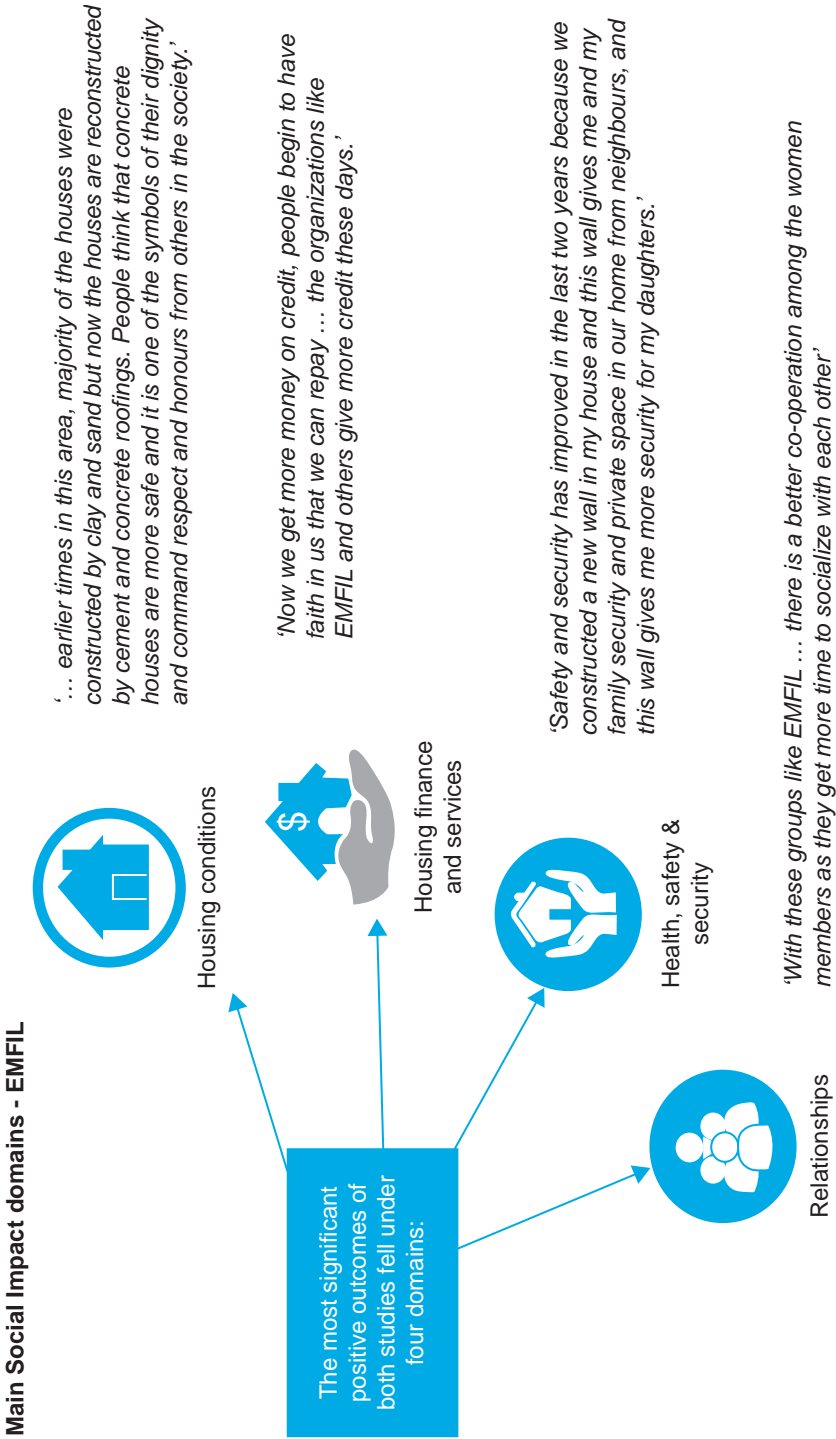 Main Social Impact domains - EMFIL
The most significant
positive outcomes of
both studies fell under
four domains:
Housing conditions
‘… earlier times in this area, majority of the houses were
constructed by clay and sand but now the houses are reconstructed
by cement and concrete roofings. People think that concrete
houses are more safe and it is one of the symbols of their dignity
and command respect and honours from others in the society.’
$
Housing finance
and services
‘Now we get more money on credit, people begin to have
faith in us that we can repay … the organizations like
EMFIL and others give more credit these days.’
Health, safety &
security
‘Safety and security has improved in the last two years because we
constructed a new wall in my house and this wall gives me and my
family security and private space in our home from neighbours, and
this wall gives me more security for my daughters.’
Relationships
‘With these groups like EMFIL … there is a better co-operation among the women
members as they get more time to socialize with each other’